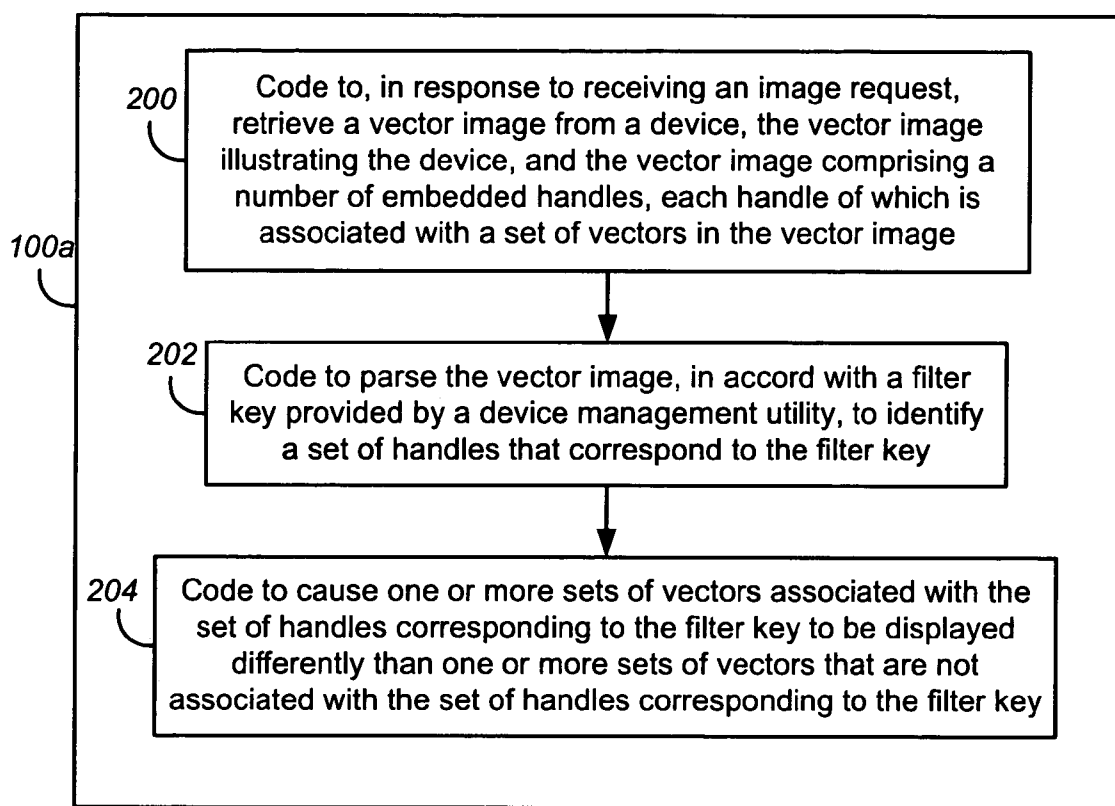 200
Code to, in response to receiving an image request,
retrieve a vector image from a device, the vector image
illustrating the device, and the vector image comprising a
number of embedded handles, each handle of which is
associated with a set of vectors in the vector image
100a
202
Code to parse the vector image, in accord with a filter
key provided by a device management utility, to identify
a set of handles that correspond to the filter key
204
Code to cause one or more sets of vectors associated with the
set of handles corresponding to the filter key to be displayed
differently than one or more sets of vectors that are not
associated with the set of handles corresponding to the filter key